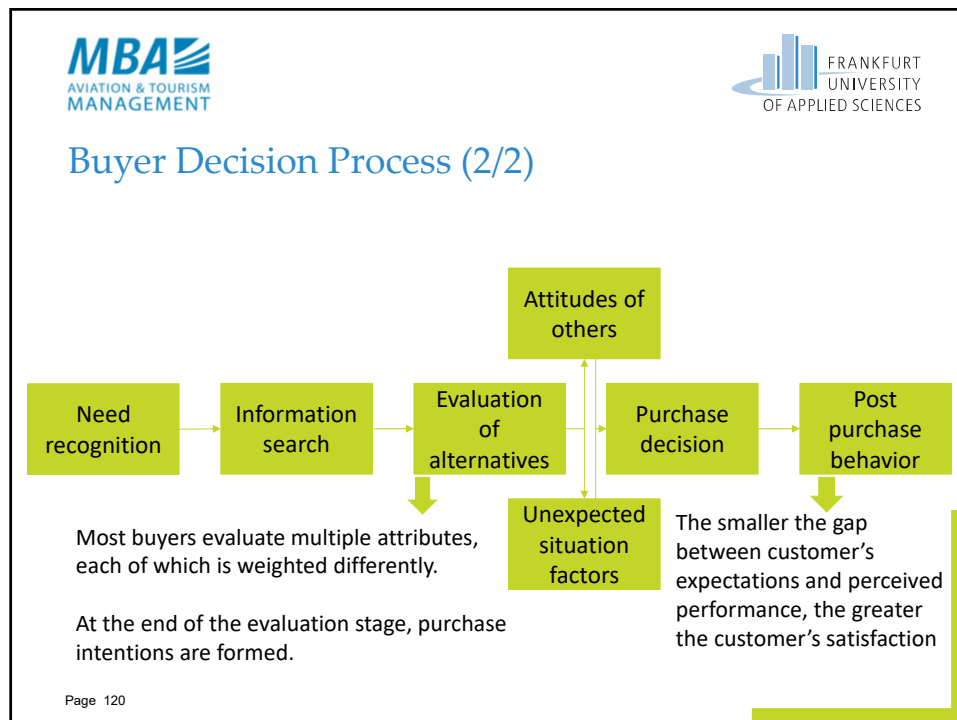 MBA
AVIATION & TOURISM
MANAGEMENT
FRANKFURT
UNIVERSITY
OF APPLIED SCIENCES
Buyer Decision Process (2/2)
Attitudes of
others
Need
recognition
Information
search
Evaluation
of
alternatives
Purchase
decision
Post
purchase
behavior
Unexpected
situation
factors
Most buyers evaluate multiple attributes,
each of which is weighted differently.
At the end of the evaluation stage, purchase
intentions are formed.
The smaller the gap
between customer’s
expectations and perceived
performance, the greater
the customer’s satisfaction
Page 120